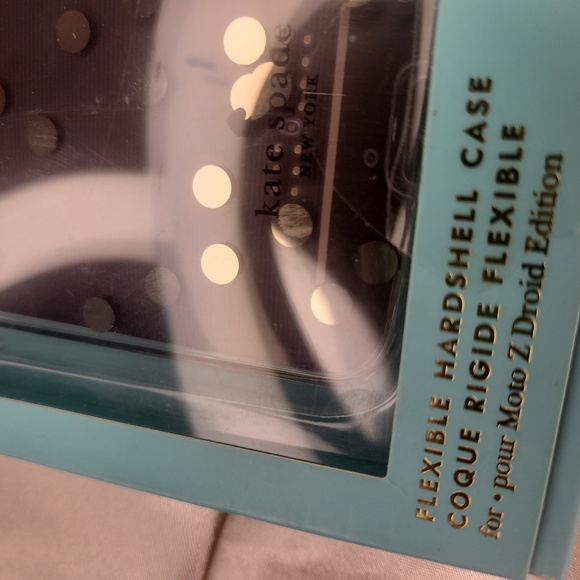 kate spade
NEW YORK
FLEXIBLE HARDSHELL CASE
COQUE RIGIDE FLEXIBLE
for • pour Moto Z Droid Edition